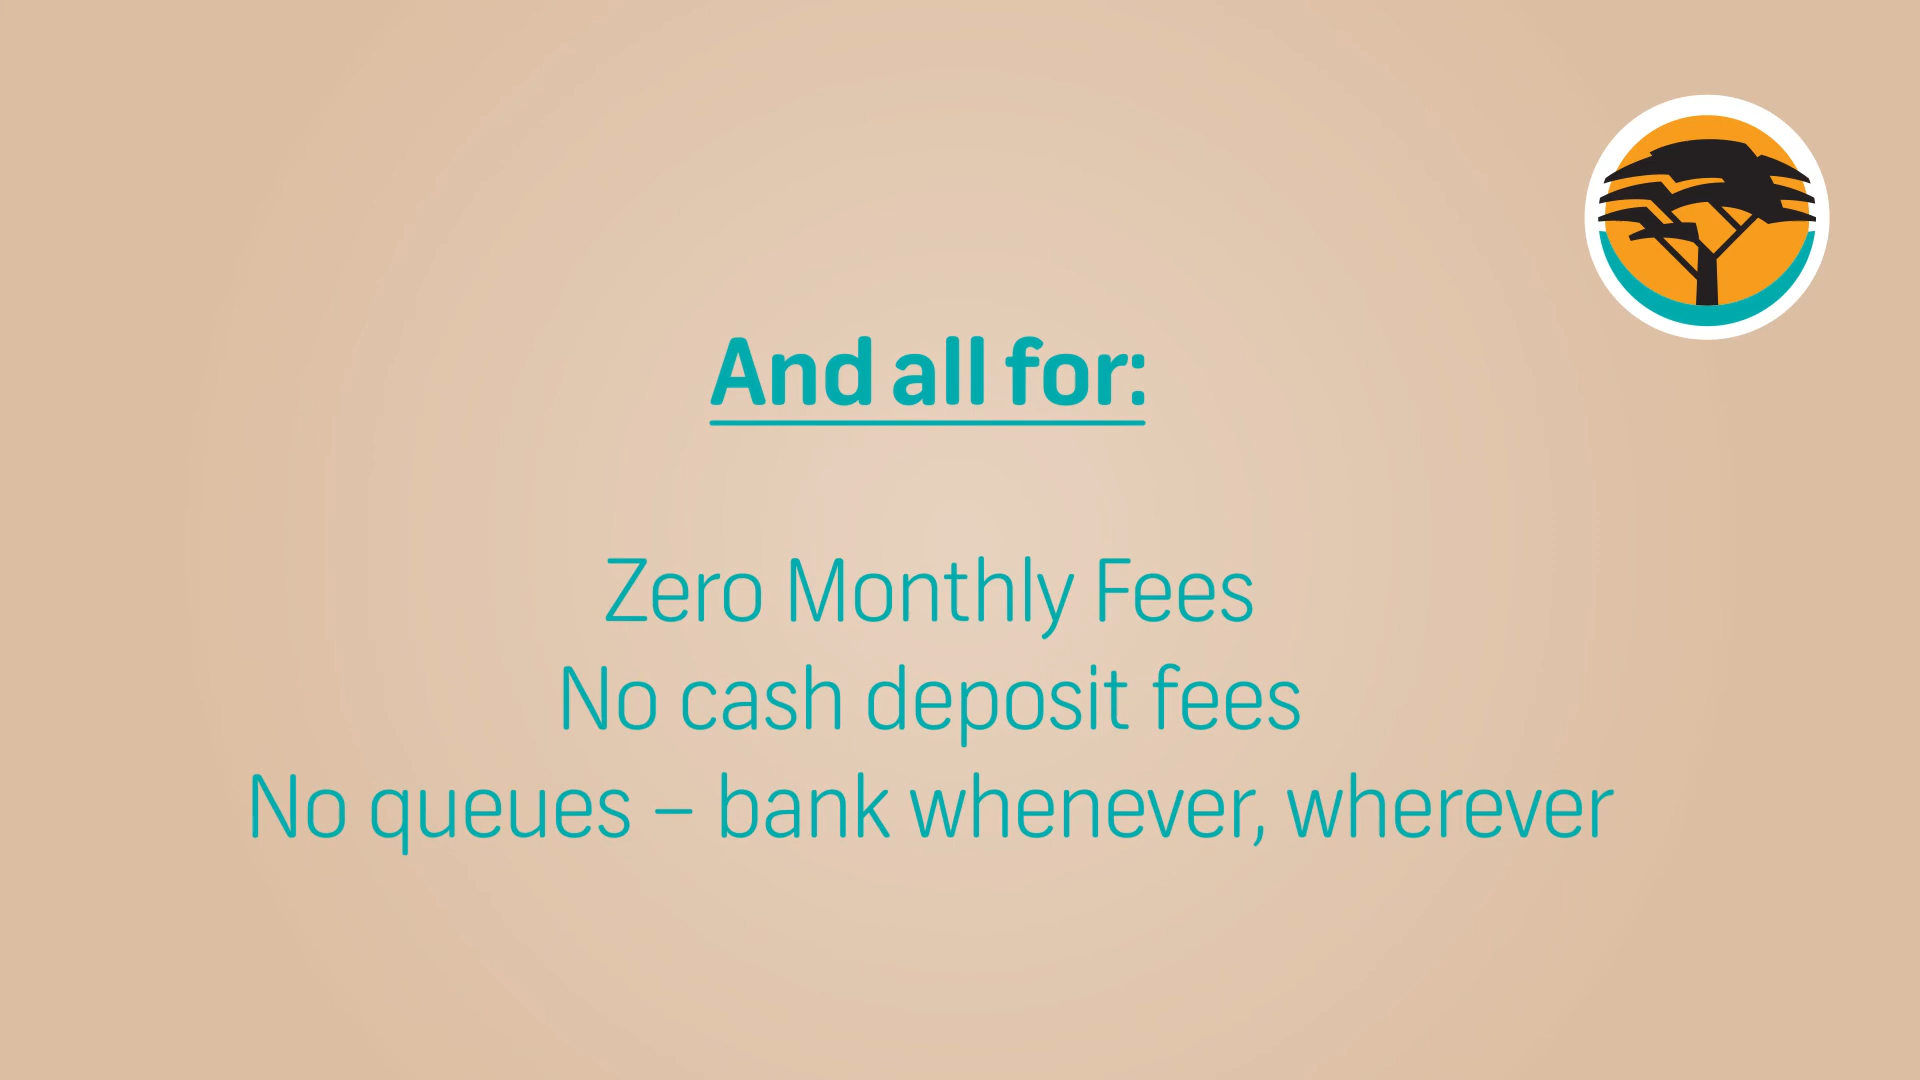 And all for:
Zero Monthly Fees
No cash deposit fees
No queues – bank whenever, wherever